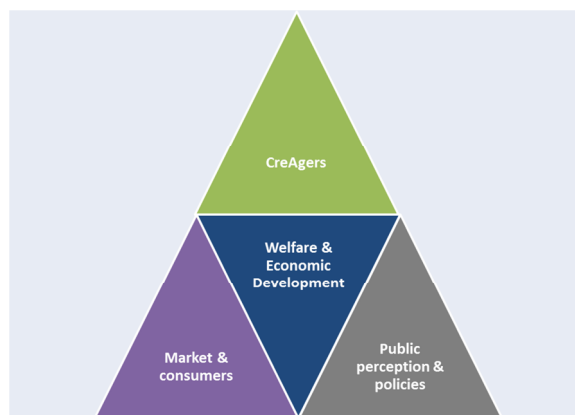 CreAgers
Welfare &
Economic
Development
Market &
consumers
Public
perception &
policies